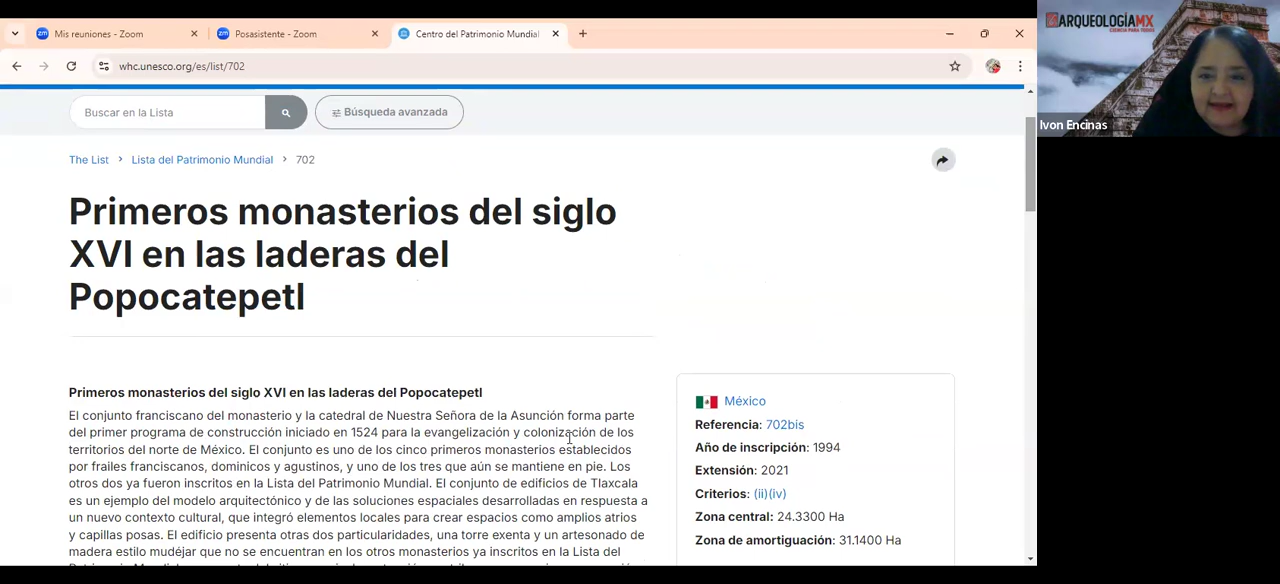 Mis reuniones - Zoom
Posasistente - Zoom
Centro del Patrimonio Mundial
whc.unesco.org/es/list/702
Buscar en la Lista
Búsqueda avanzada
The List > Lista del Patrimonio Mundial > 702
Primeros monasterios del siglo
XVI en las laderas del
Popocatepetl
Primeros monasterios del siglo XVI en las laderas del Popocatepetl
El conjunto franciscano del monasterio y la catedral de Nuestra Señora de la Asunción forma parte
del primer programa de construcción iniciado en 1524 para la evangelización y colonización de los
territorios del norte de México. El conjunto es uno de los cinco primeros monasterios establecidos
por frailes franciscanos, dominicos y agustinos, y uno de los tres que aún se mantiene en pie. Los
otros dos ya fueron inscritos en la Lista del Patrimonio Mundial. El conjunto de edificios de Tlaxcala
es un ejemplo del modelo arquitectónico y de las soluciones espaciales desarrolladas en respuesta a
un nuevo contexto cultural, que integró elementos locales para crear espacios como amplios atrios
y capillas posas. El edificio presenta otras dos particularidades, una torre exenta y un artesonado de
madera estilo mudéjar que no se encuentran en los otros monasterios ya inscritos en la Lista del
México
Referencia: 702bis
Año de inscripción: 1994
Extensión: 2021
Criterios: (ii)(iv)
Zona central: 24.3300 Ha
Zona de amortiguación: 31.1400 Ha
ARQUEOLOGÍAMX
CIENCIA PARA TODOS
Ivon Encinas